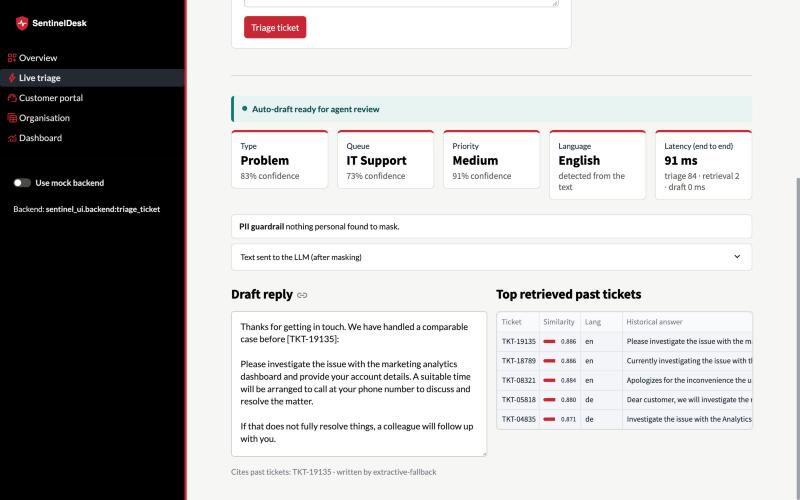 SentinelDesk
Overview
Live triage
Customer portal
Organisation
Dashboard
Use mock backend
Backend: sentinel_ui.backend:triage_ticket
Triage ticket
Auto-draft ready for agent review
Type
Problem
83% confidence
Queue
IT Support
73% confidence
Priority
Medium
91% confidence
Language
English
detected from the
text
Latency (end to end)
91 ms
triage 84 · retrieval 2
· draft 0 ms
PII guardrail nothing personal found to mask.
Text sent to the LLM (after masking)
Draft reply
Thanks for getting in touch. We have handled a comparable
case before [TKT-19135]:
Please investigate the issue with the marketing analytics
dashboard and provide your account details. A suitable time
will be arranged to call at your phone number to discuss and
resolve the matter.
If that does not fully resolve things, a colleague will follow up
with you.
Cites past tickets: TKT-19135 · written by extractive-fallback
Top retrieved past tickets
Ticket Similarity Lang Historical answer
TKT-19135 0.886 en Please investigate the issue with the m
TKT-18789 0.886 en Currently investigating the issue with t
TKT-08321 0.884 en Apologizes for the inconvenience the u
TKT-05818 0.880 de Dear customer, we will investigate the
TKT-04835 0.871 de Investigate the issue with the Analytics